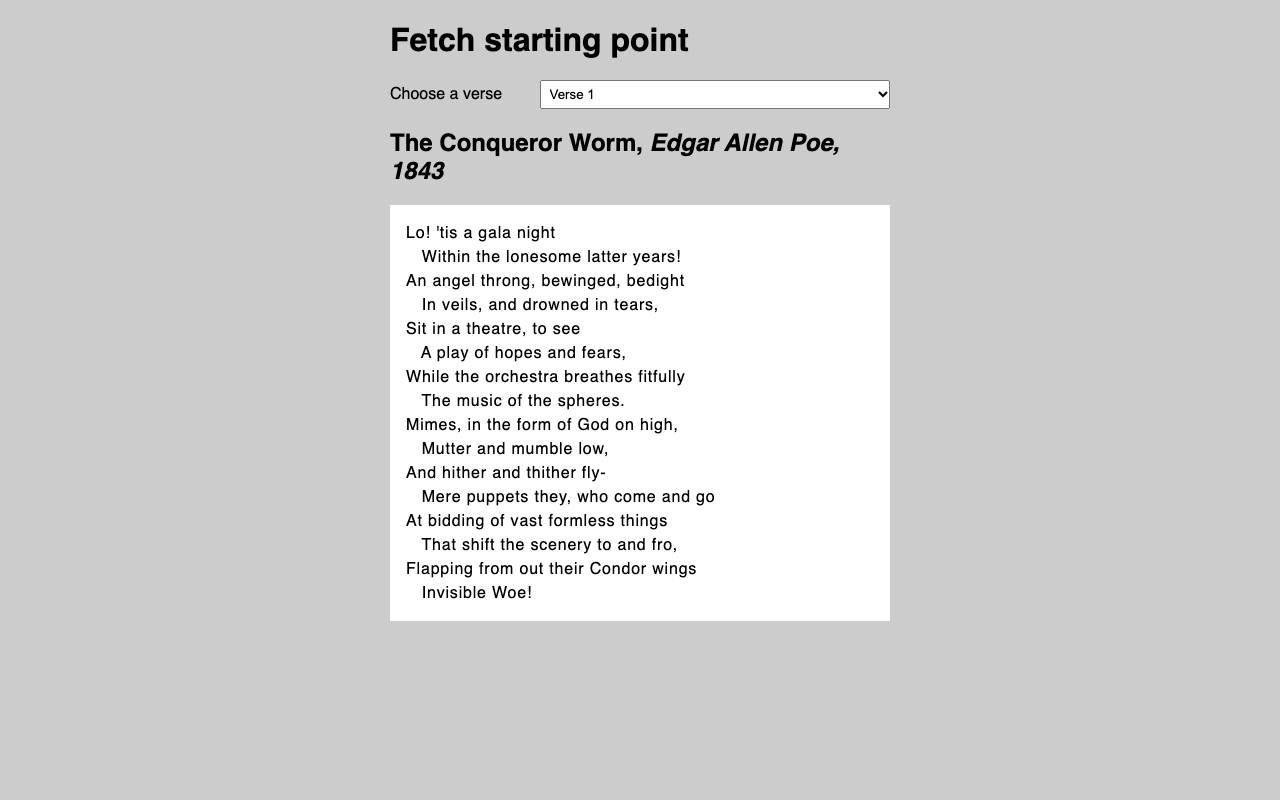 Fetch starting point
Choose a verse
Verse 1
The Conqueror Worm, Edgar Allen Poe,
1843
Lo! 'tis a gala night
Within the lonesome latter years!
An angel throng, bewinged, bedight
In veils, and drowned in tears,
Sit in a theatre, to see
A play of hopes and fears,
While the orchestra breathes fitfully
The music of the spheres.
Mimes, in the form of God on high,
Mutter and mumble low,
And hither and thither fly-
Mere puppets they, who come and go
At bidding of vast formless things
That shift the scenery to and fro,
Flapping from out their Condor wings
Invisible Woe!